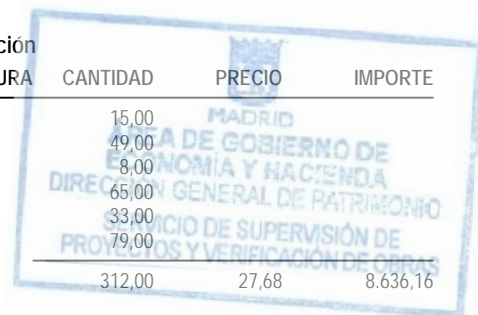 ción
URA CANTIDAD PRECIO IMPORTE
MADRID
15,00
ÁREA DE GOBIERNO DE
49,00
ECONOMÍA Y HACIENDA
8,00
DIRECCIÓN GENERAL DE PATRIMONIO
65,00
SERVICIO DE SUPERVISIÓN DE
33,00
PROYECTOS Y VERIFICACIÓN DE OBRAS
79,00
312,00 27,68 8.636,16